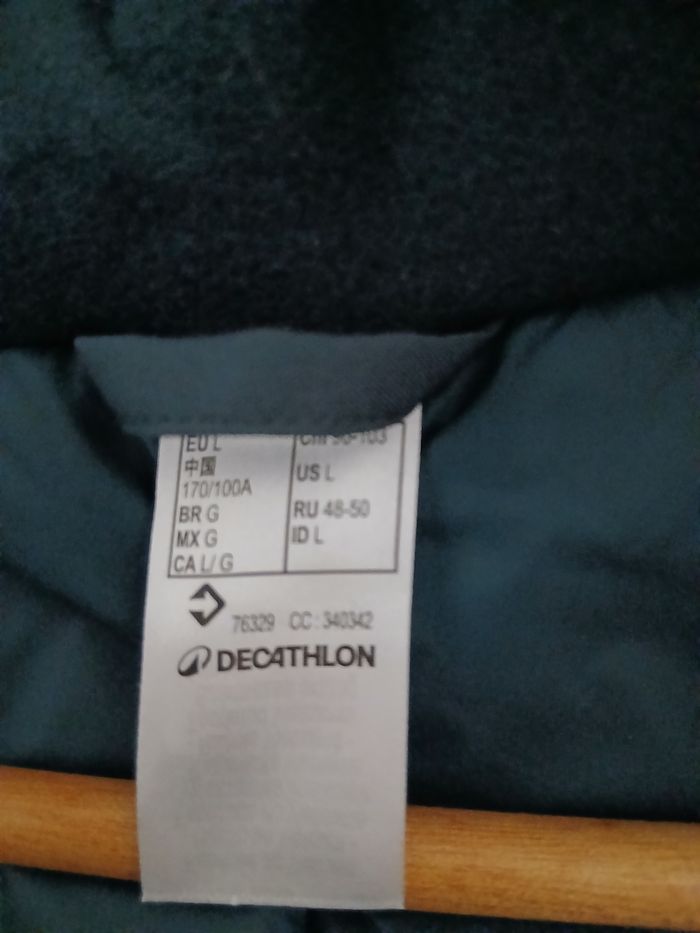 EU L
中国
170/100A
BR G
MX G
CA L/ G
US L
RU 48-50
ID L
76329 CC : 340342
DECATHLON